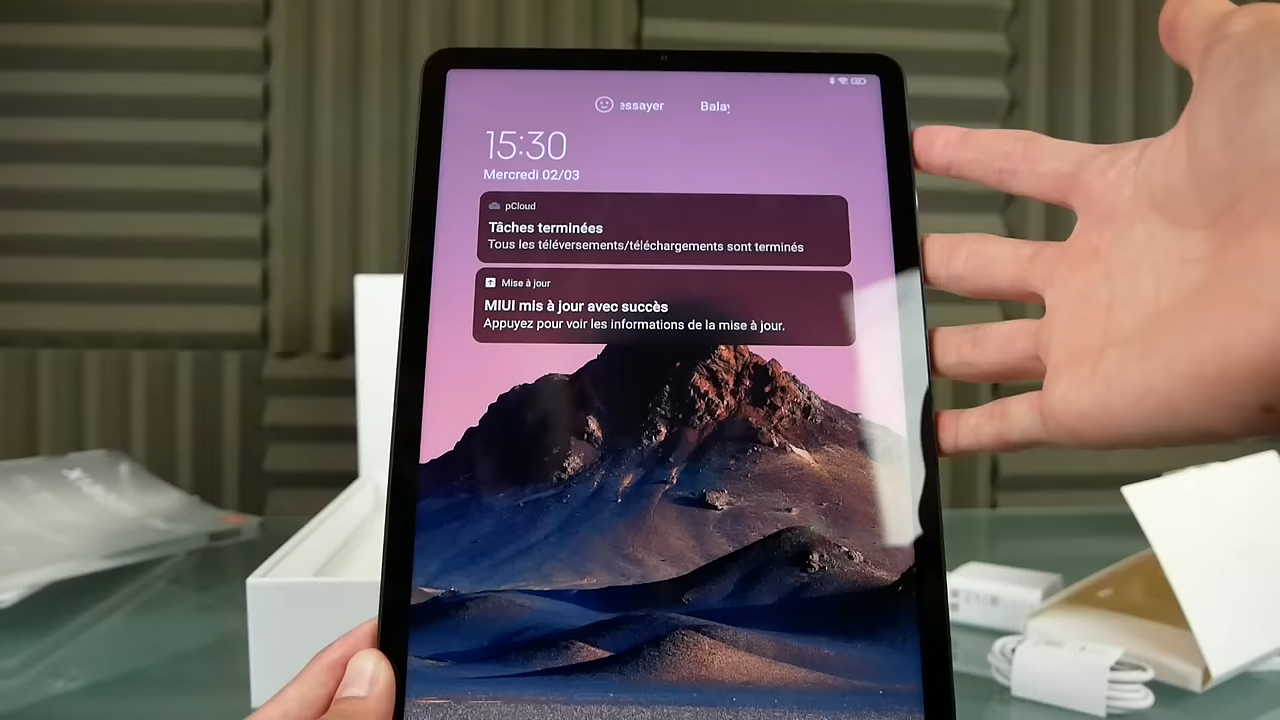 essayer Bala
15:30
Mercredi 02/03
pCloud
Tâches terminées
Tous les téléversements/téléchargements sont terminés
Mise à jour
MIUI mis à jour avec succès
Appuyez pour voir les informations de la mise à jour.